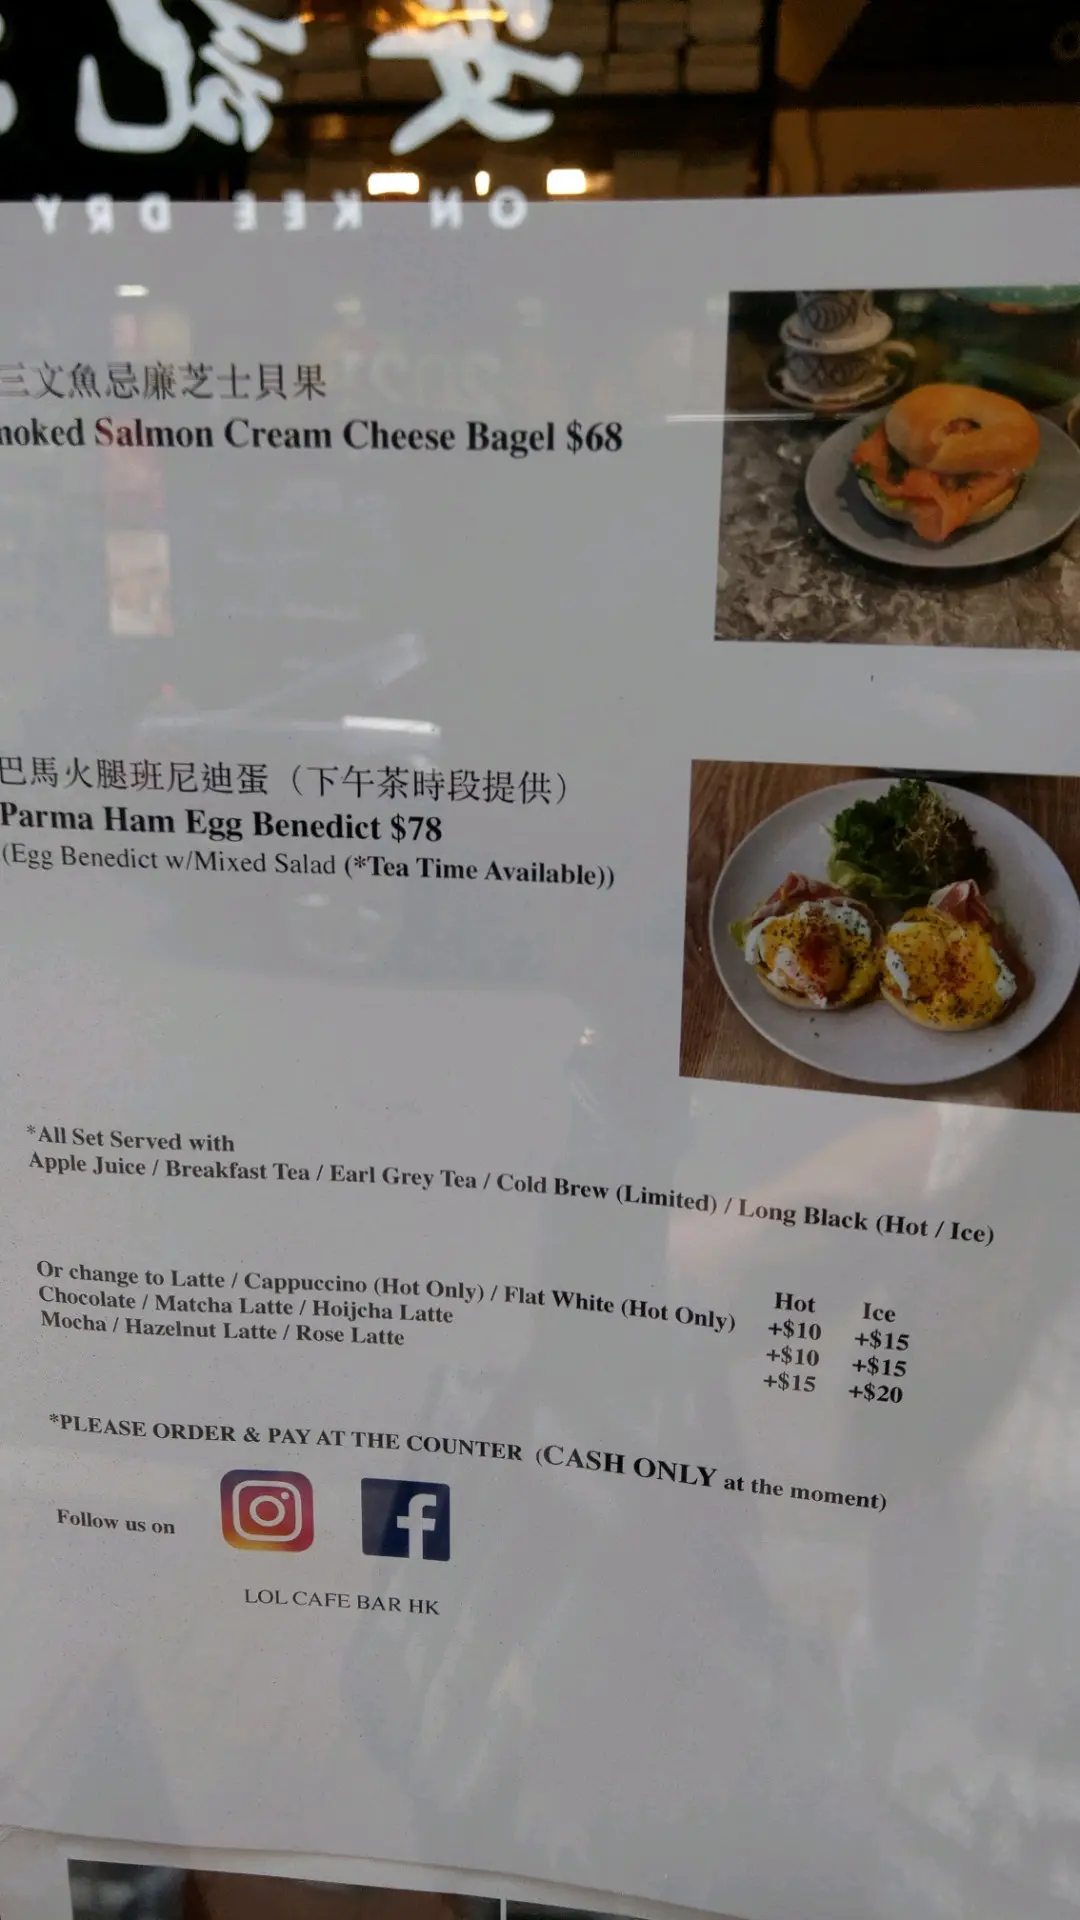 ON KEE DRY
三文魚忌廉芝士貝果
moked Salmon Cream Cheese Bagel $68
巴馬火腿班尼迪蛋（下午茶時段提供）
Parma Ham Egg Benedict $78
(Egg Benedict w/Mixed Salad (*Tea Time Available))
*All Set Served with
Apple Juice / Breakfast Tea / Earl Grey Tea / Cold Brew (Limited) / Long Black (Hot / Ice)
Hot Ice
Or change to Latte / Cappuccino (Hot Only) / Flat White (Hot Only) +$10 +$15
Chocolate / Matcha Latte / Hoijcha Latte +$10 +$15
Mocha / Hazelnut Latte / Rose Latte +$15 +$20
*PLEASE ORDER & PAY AT THE COUNTER (CASH ONLY at the moment)
Follow us on
LOL CAFE BAR HK